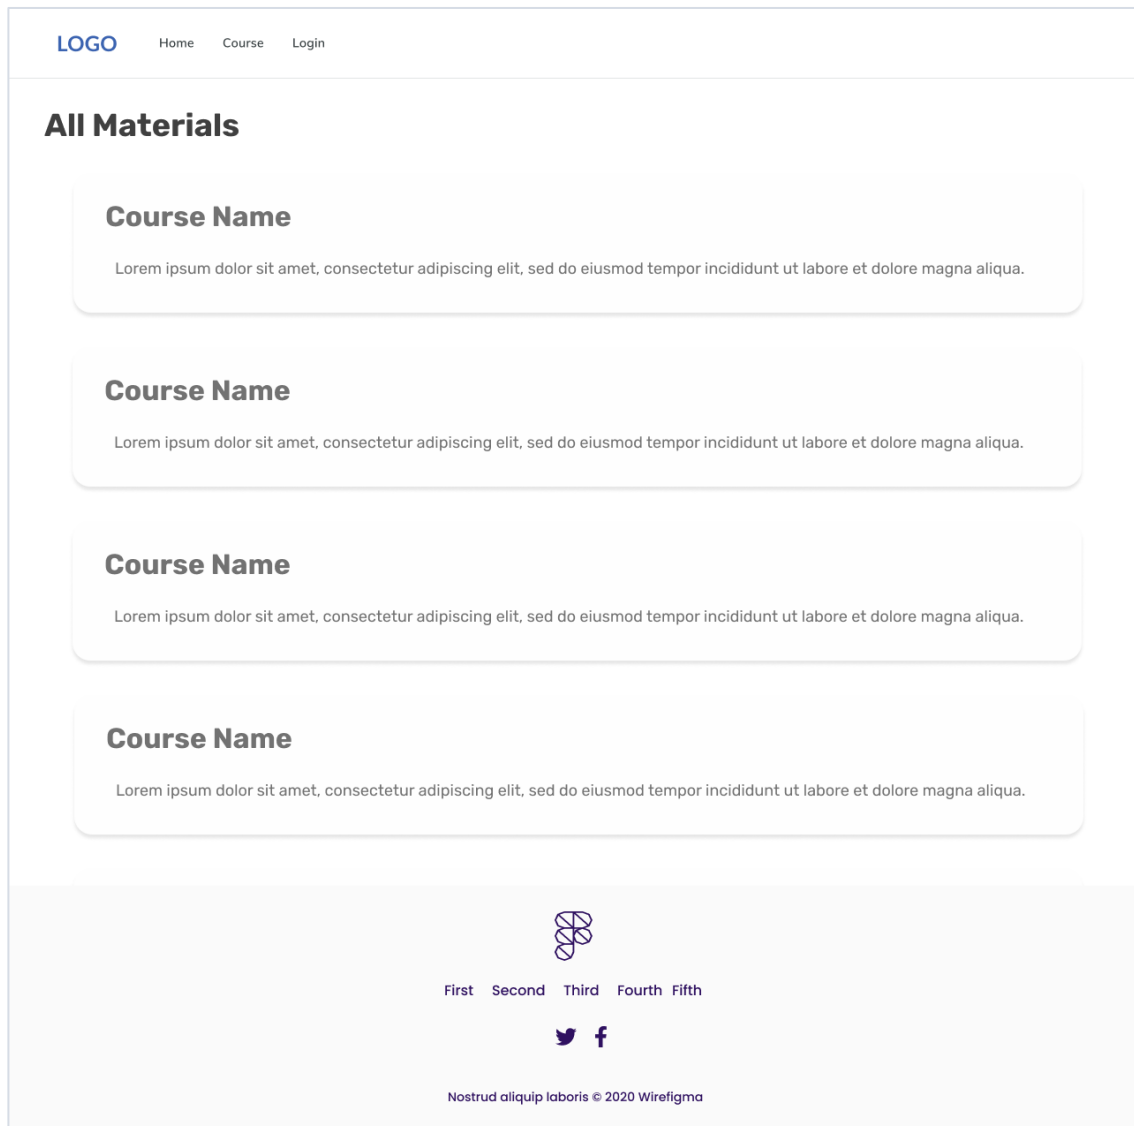 LOGO Home Course Login
All Materials
Course Name
Lorem ipsum dolor sit amet, consectetur adipiscing elit, sed do eiusmod tempor incididunt ut labore et dolore magna aliqua.
Course Name
Lorem ipsum dolor sit amet, consectetur adipiscing elit, sed do eiusmod tempor incididunt ut labore et dolore magna aliqua.
Course Name
Lorem ipsum dolor sit amet, consectetur adipiscing elit, sed do eiusmod tempor incididunt ut labore et dolore magna aliqua.
Course Name
Lorem ipsum dolor sit amet, consectetur adipiscing elit, sed do eiusmod tempor incididunt ut labore et dolore magna aliqua.
First Second Third Fourth Fifth
Nostrud aliquip laboris © 2020 Wirefigma